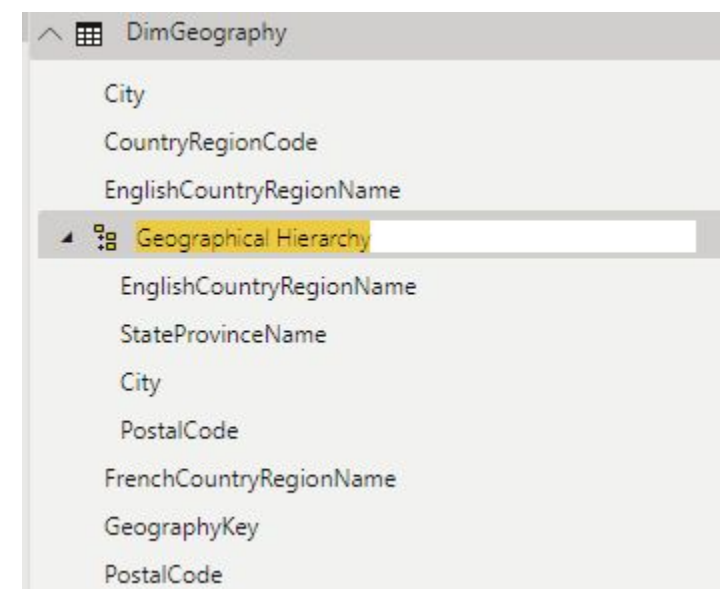 DimGeography
City
CountryRegionCode
EnglishCountryRegionName
Geographical Hierarchy
EnglishCountryRegionName
StateProvinceName
City
PostalCode
FrenchCountryRegionName
GeographyKey
PostalCode